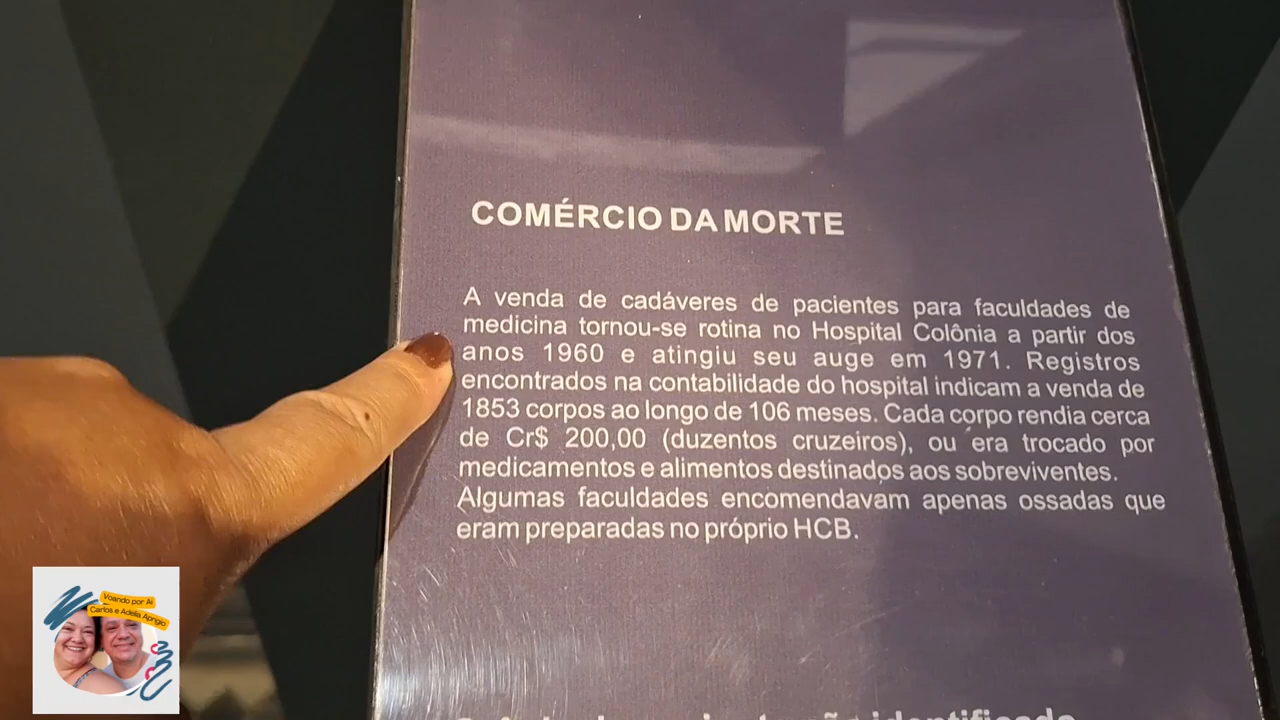 COMÉRCIO DA MORTE
A venda de cadáveres de pacientes para faculdades de
medicina tornou-se rotina no Hospital Colônia a partir dos
anos 1960 e atingiu seu auge em 1971. Registros
encontrados na contabilidade do hospital indicam a venda de
1853 corpos ao longo de 106 meses. Cada corpo rendia cerca
de Cr$ 200,00 (duzentos cruzeiros), ou era trocado por
medicamentos e alimentos destinados aos sobreviventes.
Algumas faculdades encomendavam apenas ossadas que
eram preparadas no próprio HCB.
Voando por Aí
Carlos e Adelia Aprigio
identificada